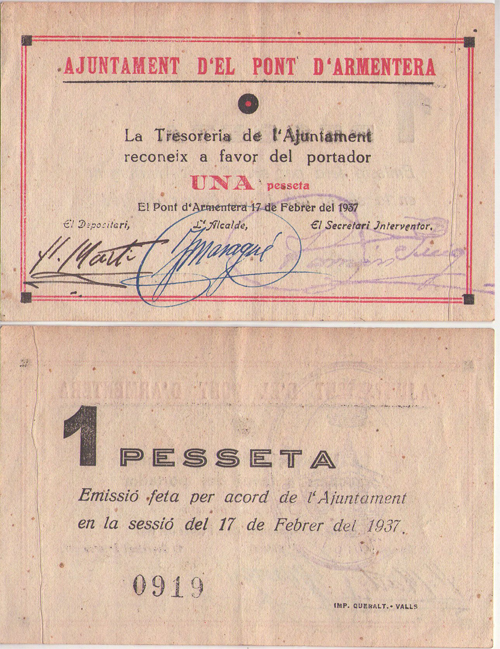 AJUNTAMENT D'EL PONT D'ARMENTERA
La Tresoreria de l'Ajuntament
reconeix a favor del portador
UNA pesseta
El Pont d'Armentera 17 de Febrer del 1937
El Depositari, L'Alcalde, El Secretari Interventor,
H. Martí
1 PESSETA
Emissió feta per acord de l'Ajuntament
en la sessió del 17 de Febrer del 1937.
0919
IMP. QUERALT. - VALLS